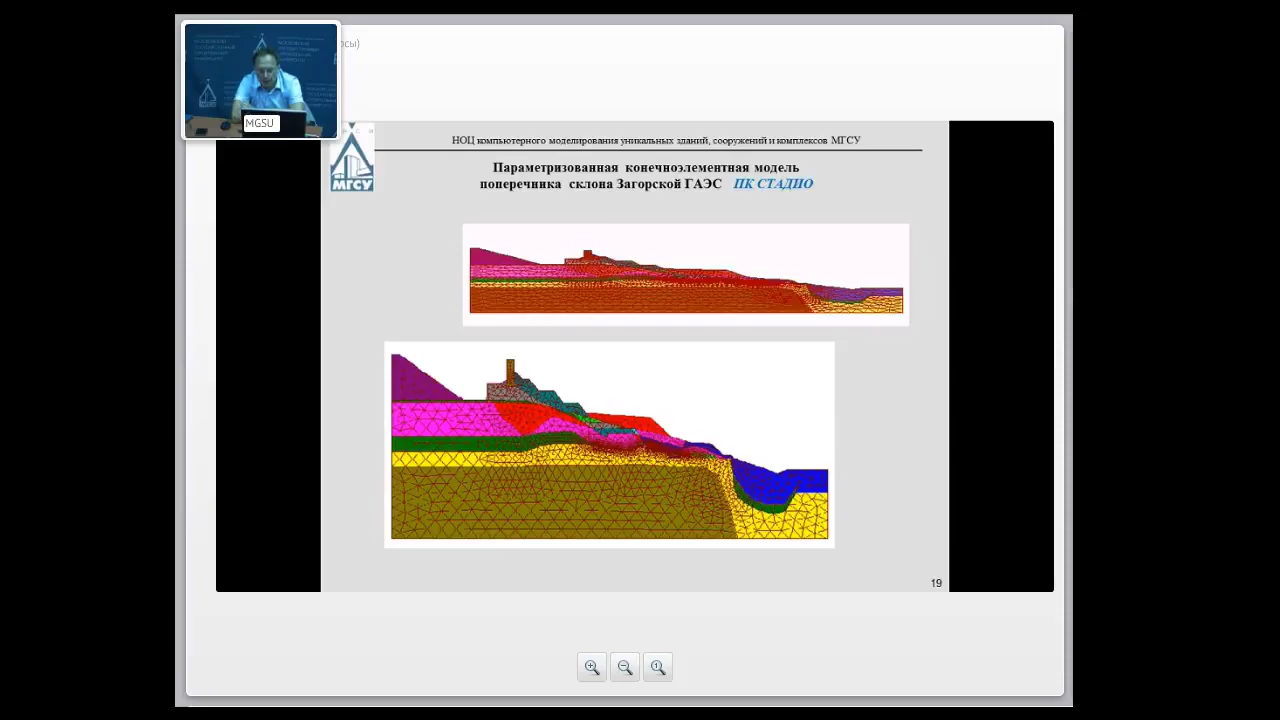 осы)
MGSU
НОЦ компьютерного моделирования уникальных зданий, сооружений и комплексов МГСУ
МГСУ
Параметризованная конечноэлементная модель
поперечника склона Загорской ГАЭС ПК СТАДИО
19